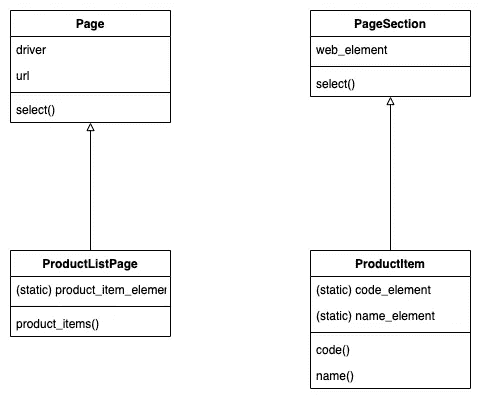 Page
driver
url
select()
PageSection
web_element
select()
ProductListPage
(static) product_item_elemer
product_items()
ProductItem
(static) code_element
(static) name_element
code()
name()